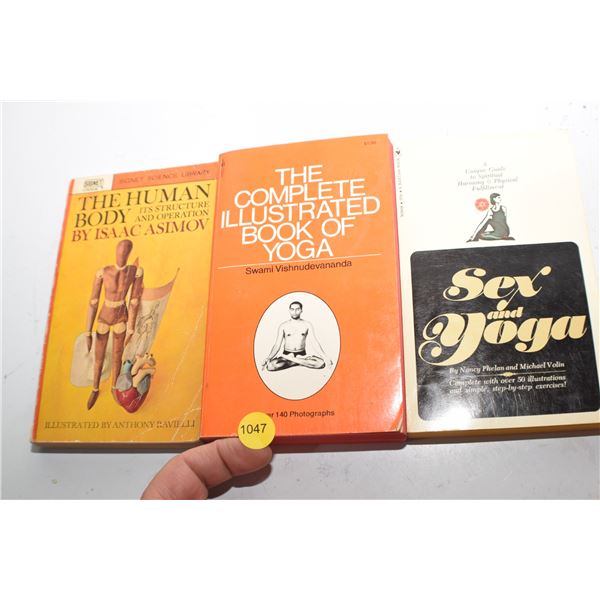 SIGNET
SIGNET SCIENCE LIBRARY
THE HUMAN
BODY ITS STRUCTURE
AND OPERATION
BY ISAAC ASIMOV
ILLUSTRATED BY ANTHONY RAVIELLI
THE
COMPLETE
ILLUSTRATED
BOOK OF
YOGA
Swami Vishnudevananda
140 Photographs
1047
A
Unique Guide
to Spiritual
Harmony & Physical
Fulfillment
Sex
and
Yoga
By Nancy Phelan and Michael Volin
Complete with over 50 illustrations
and simple, step-by-step exercises!